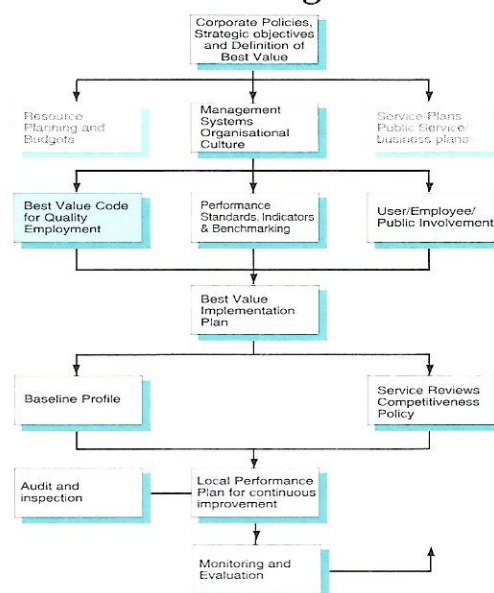 Corporate Policies,
Strategic objectives
and Definition of
Best Value
Resource
Planning and
Budgets
Management
Systems
Organisational
Culture
Service Plans
Public Service/
business plans
Best Value Code
for Quality
Employment
Performance
Standards, Indicators
& Benchmarking
User/Employee/
Public Involvement
Best Value
Implementation
Plan
Baseline Profile
Service Reviews
Competitiveness
Policy
Audit and
inspection
Local Performance
Plan for continuous
improvement
Monitoring and
Evaluation